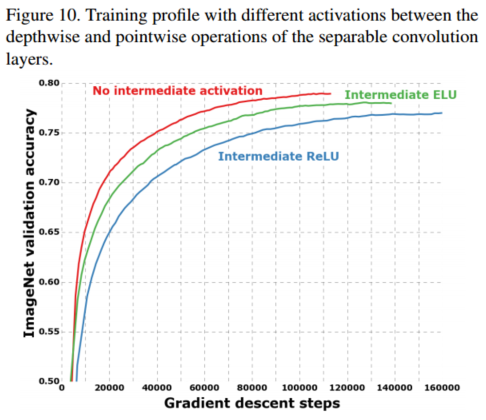 Figure 10. Training profile with different activations between the
depthwise and pointwise operations of the separable convolution
layers.
0.80
No intermediate activation
Intermediate ELU
0.75
Intermediate ReLU
0.70
0.65
0.60
0.55
0.50
ImageNet validation accuracy
0 20000 40000 60000 80000 100000 120000 140000 160000
Gradient descent steps